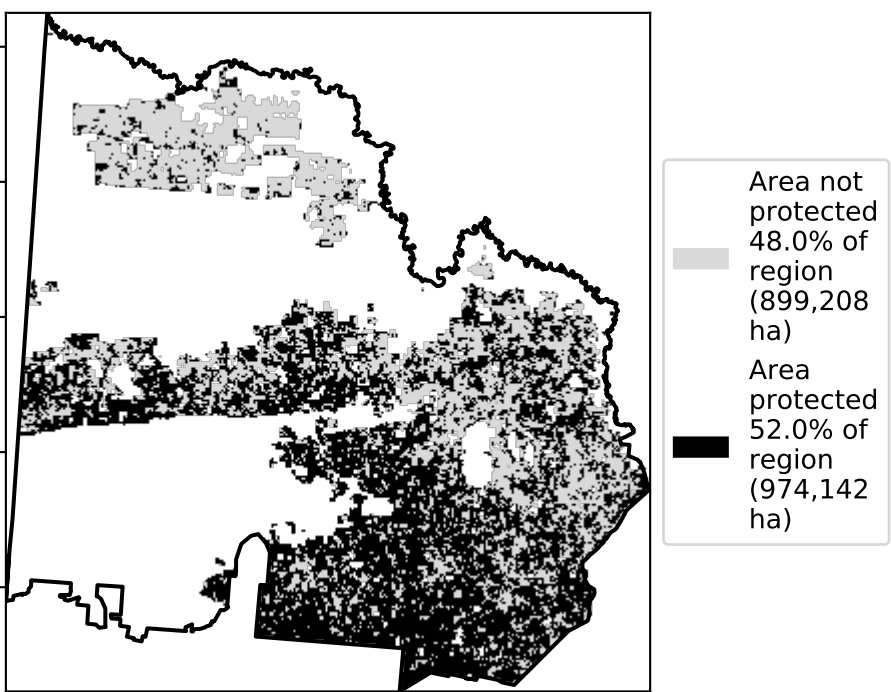 Area not
protected
48.0% of
region
(899,208
ha)
Area
protected
52.0% of
region
(974,142
ha)